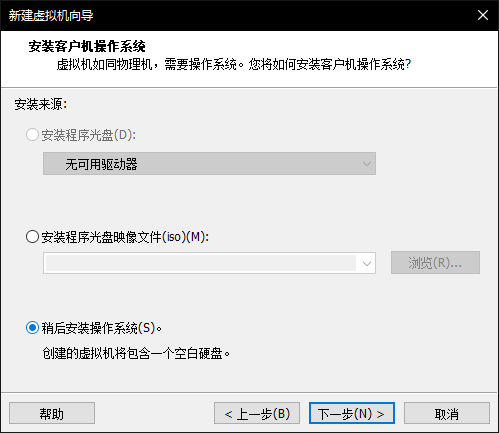 新建虚拟机向导
安装客户机操作系统
虚拟机如同物理机，需要操作系统。您将如何安装客户机操作系统?
安装来源:
安装程序光盘(D):
无可用驱动器
安装程序光盘映像文件(iso)(M):
浏览(R)...
稍后安装操作系统(S)。
创建的虚拟机将包含一个空白硬盘。
帮助
< 上一步(B)
下一步(N) >
取消